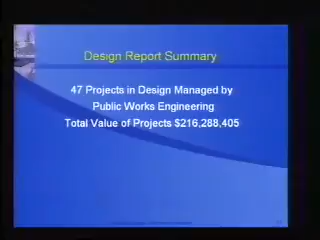 Design Report Summary
47 Projects in Design Managed by
Public Works Engineering
Total Value of Projects $216,288,405